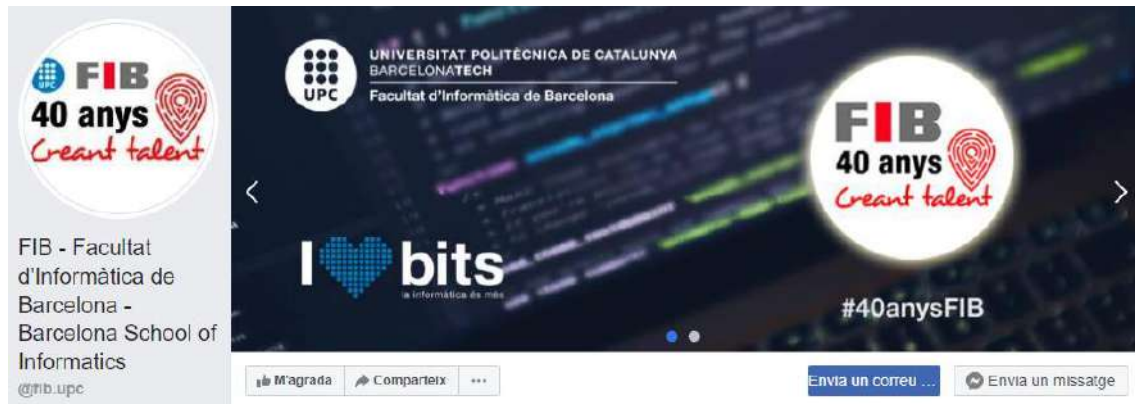 UPC
FIB
40 anys
Creant talent
FIB - Facultat
d'Informàtica de
Barcelona -
Barcelona School of
Informatics
@fib.upc
UPC
UNIVERSITAT POLITÈCNICA DE CATALUNYA
BARCELONATECH
Facultat d'Informàtica de Barcelona
I bits
la informàtica és més
FIB
40 anys
Creant talent
#40anysFIB
M'agrada
Comparteix
Envia un correu ...
Envia un missatge